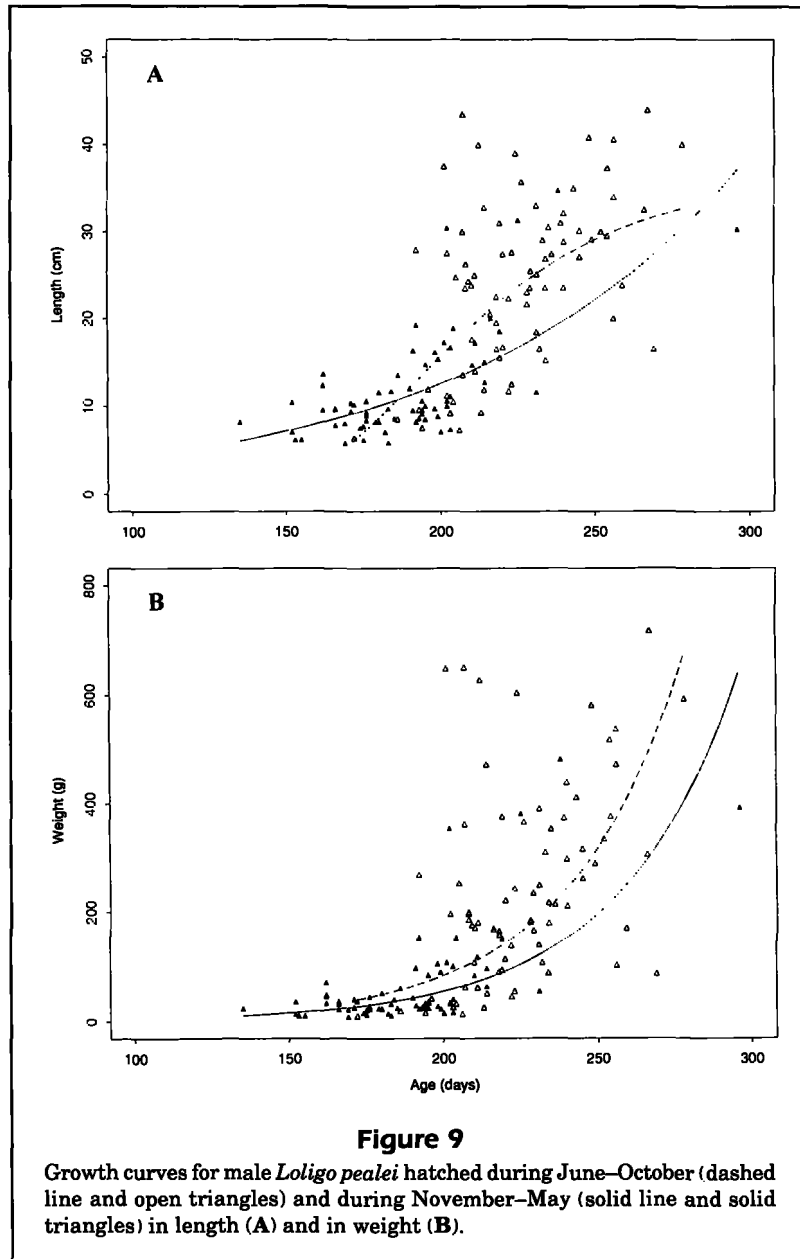 A
50
40
30
20
10
0
Length (cm)
100 150 200 250 300
B
800
600
400
200
0
Weight (g)
100 150 200 250 300
Age (days)
Figure 9
Growth curves for male Loligo pealei hatched during June–October (dashed
line and open triangles) and during November–May (solid line and solid
triangles) in length (A) and in weight (B).